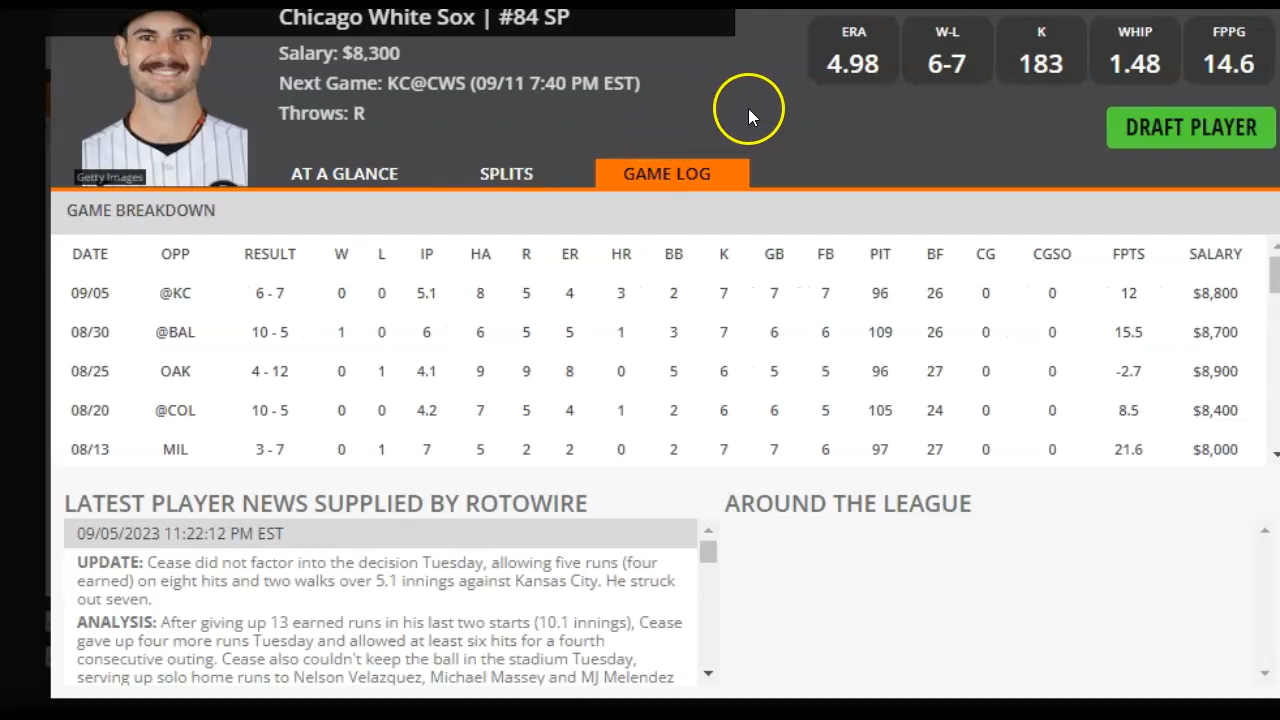 Chicago White Sox | #84 SP
Salary: $8,300
Next Game: KC@CWS (09/11 7:40 PM EST)
Throws: R
ERA W-L K WHIP FPPG
4.98 6-7 183 1.48 14.6
DRAFT PLAYER
Getty Images
AT A GLANCE SPLITS GAME LOG
GAME BREAKDOWN
DATE OPP RESULT W L IP HA R ER HR BB K GB FB PIT BF CG CGSO FPTS SALARY
09/05 @KC 6 - 7 0 0 5.1 8 5 4 3 2 7 7 7 96 26 0 0 12 $8,800
08/30 @BAL 10 - 5 1 0 6 6 5 5 1 3 7 6 6 109 26 0 0 15.5 $8,700
08/25 OAK 4 - 12 0 1 4.1 9 9 8 0 5 6 5 5 96 27 0 0 -2.7 $8,900
08/20 @COL 10 - 5 0 0 4.2 7 5 4 1 2 6 6 5 105 24 0 0 8.5 $8,400
08/13 MIL 3 - 7 0 1 7 5 2 2 0 2 7 7 6 97 27 0 0 21.6 $8,000
LATEST PLAYER NEWS SUPPLIED BY ROTOWIRE
09/05/2023 11:22:12 PM EST
UPDATE: Cease did not factor into the decision Tuesday, allowing five runs (four
earned) on eight hits and two walks over 5.1 innings against Kansas City. He struck
out seven.
ANALYSIS: After giving up 13 earned runs in his last two starts (10.1 innings), Cease
gave up four more runs Tuesday and allowed at least six hits for a fourth
consecutive outing. Cease also couldn't keep the ball in the stadium Tuesday,
serving up solo home runs to Nelson Velazquez, Michael Massey and MJ Melendez
AROUND THE LEAGUE